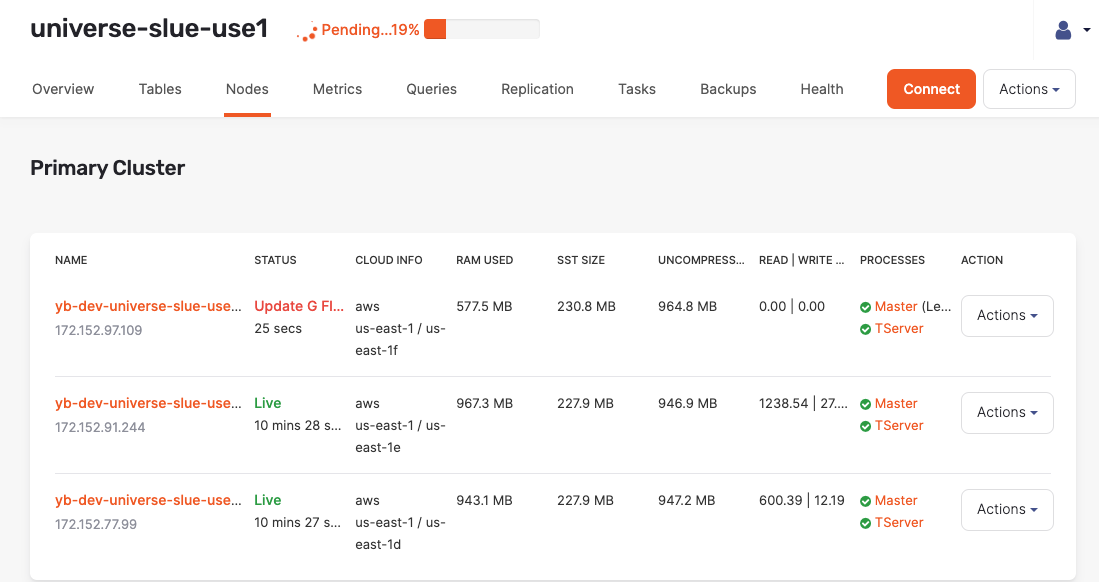 universe-slue-use1
Pending...19%
Overview Tables Nodes Metrics Queries Replication Tasks Backups Health Connect Actions
Primary Cluster
NAME STATUS CLOUD INFO RAM USED SST SIZE UNCOMPRESS... READ | WRITE ... PROCESSES ACTION
yb-dev-universe-slue-use... Update G Fl... aws 577.5 MB 230.8 MB 964.8 MB 0.00 | 0.00 Master (Le... Actions
172.152.97.109 25 secs us-east-1 / us- TServer
east-1f
yb-dev-universe-slue-use... Live aws 967.3 MB 227.9 MB 946.9 MB 1238.54 | 27.... Master Actions
172.152.91.244 10 mins 28 s... us-east-1 / us- TServer
east-1e
yb-dev-universe-slue-use... Live aws 943.1 MB 227.9 MB 947.2 MB 600.39 | 12.19 Master Actions
172.152.77.99 10 mins 27 s... us-east-1 / us- TServer
east-1d